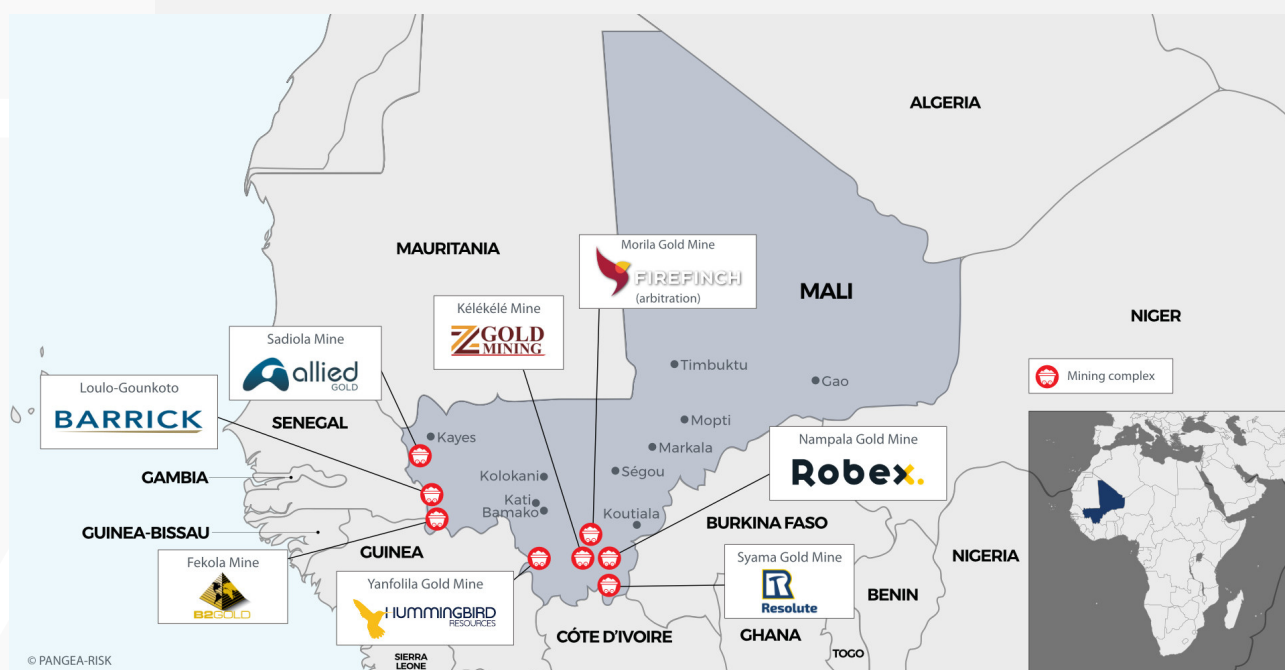 ALGERIA
MAURITANIA
Morila Gold Mine
FIREFINCH
(arbitration)
MALI
NIGER
Kélékélé Mine
GOLD
MINING
Sadiola Mine
allied
GOLD
Timbuktu
Gao
Mining complex
Loulo-Gounkoto
BARRICK
SENEGAL
Kayes
Mopti
Markala
Ségou
Kolokani
Kati
Bamako
Koutiala
Nampala Gold Mine
Robex.
GAMBIA
GUINEA-BISSAU
GUINEA
BURKINA FASO
NIGERIA
Fekola Mine
B2GOLD
Yanfolila Gold Mine
HUMMINGBIRD
RESOURCES
Syama Gold Mine
Resolute
BENIN
CÓTE D'IVOIRE
GHANA
TOGO
SIERRA
LEONE
© PANGEA-RISK